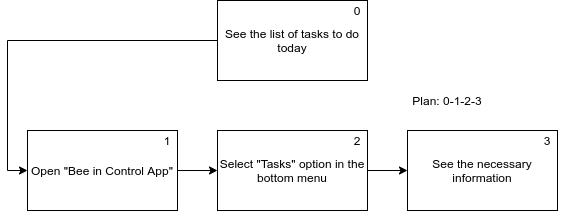 0
See the list of tasks to do
today
Plan: 0-1-2-3
1
Open "Bee in Control App"
2
Select "Tasks" option in the
bottom menu
3
See the necessary
information